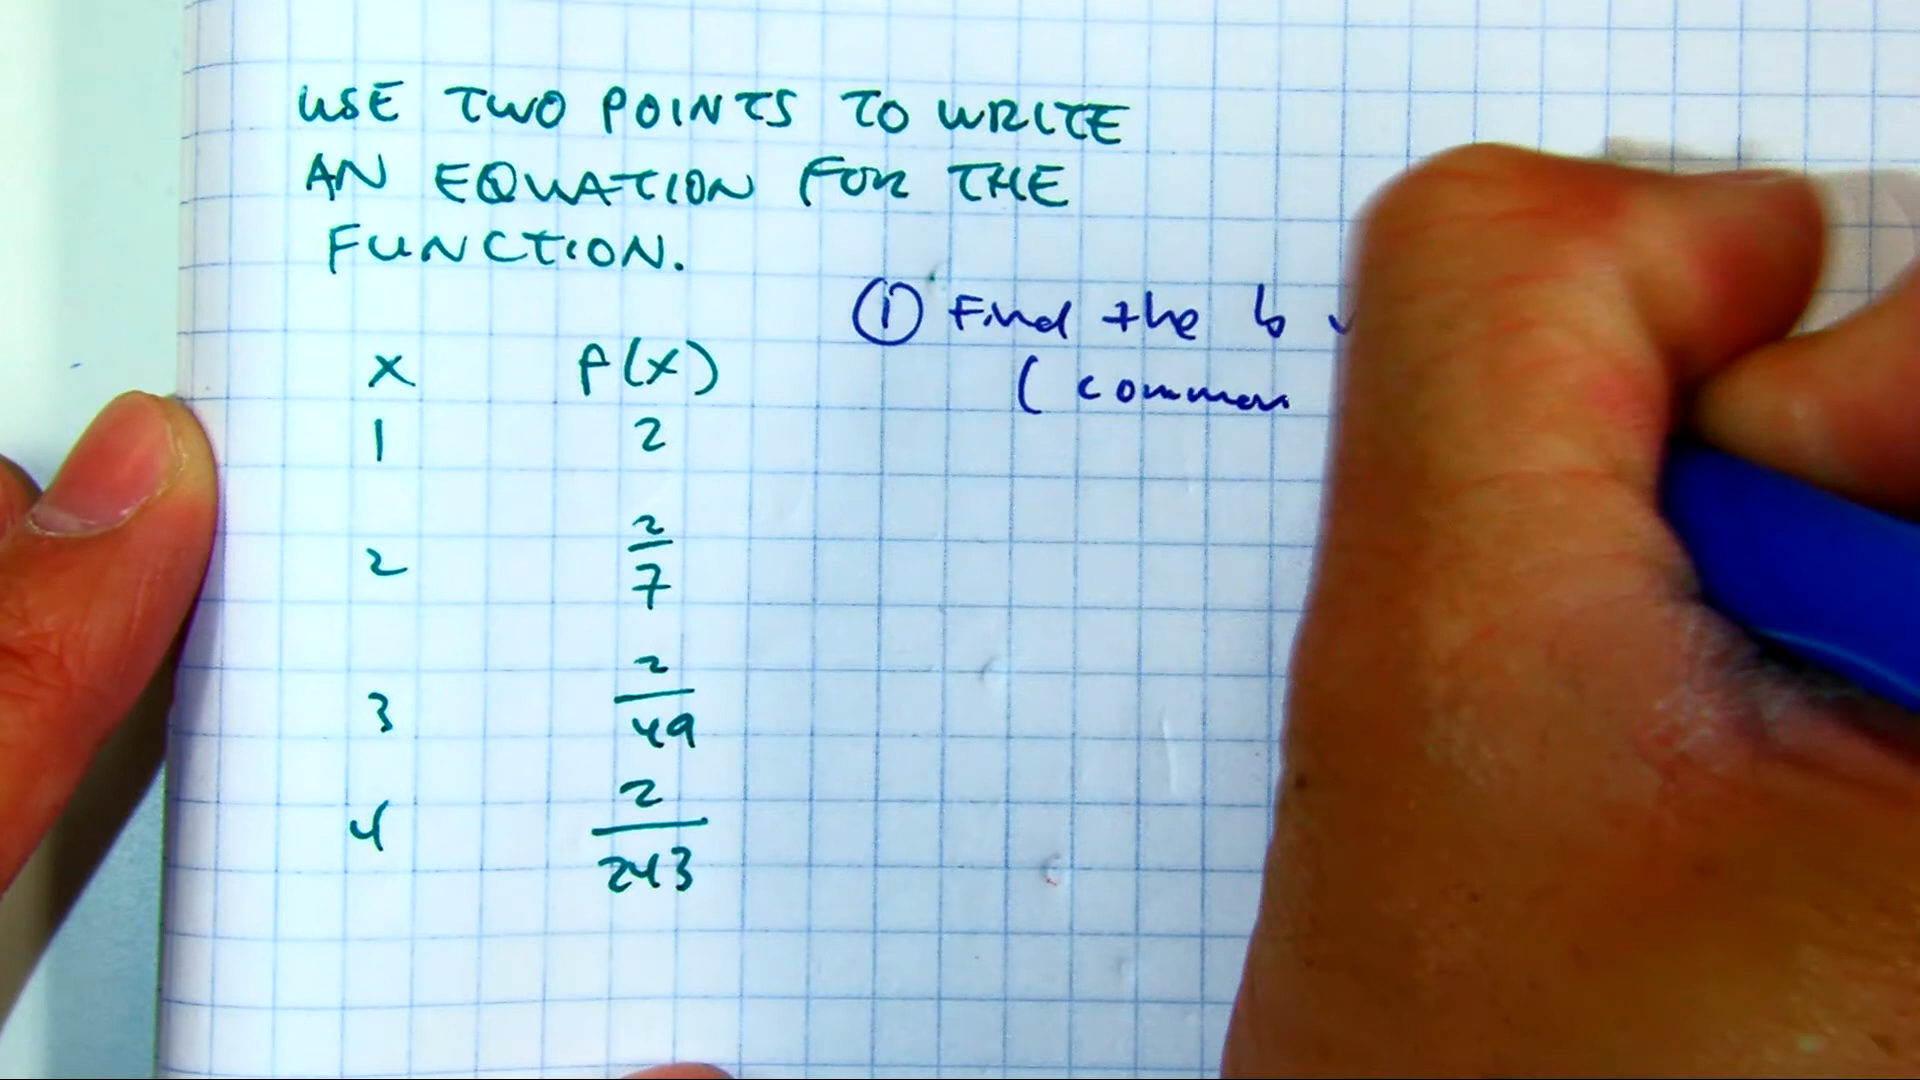 USE TWO POINTS TO WRITE
AN EQUATION FOR THE
FUNCTION.
① Find the b
(common
x f(x)
1 2
2 2/7
3 2/49
4 2/243